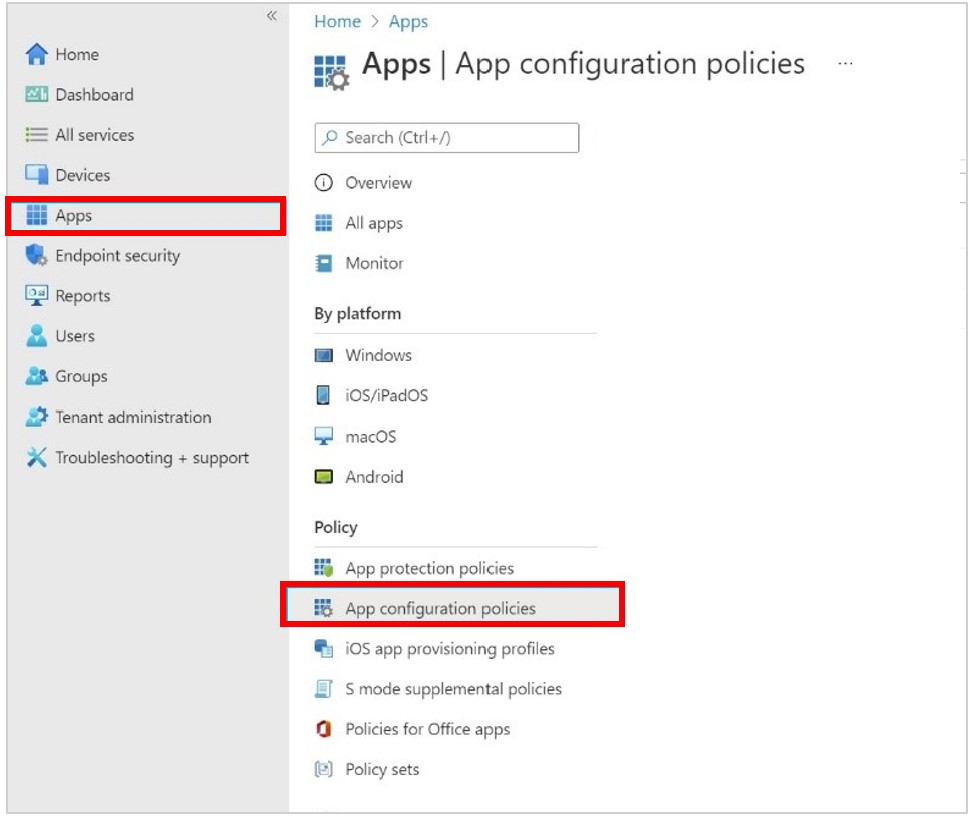 «
Home
Dashboard
All services
Devices
Apps
Endpoint security
Reports
Users
Groups
Tenant administration
Troubleshooting + support
Home > Apps
Apps | App configuration policies ...
Search (Ctrl+/)
Overview
All apps
Monitor
By platform
Windows
iOS/iPadOS
macOS
Android
Policy
App protection policies
App configuration policies
iOS app provisioning profiles
S mode supplemental policies
Policies for Office apps
Policy sets